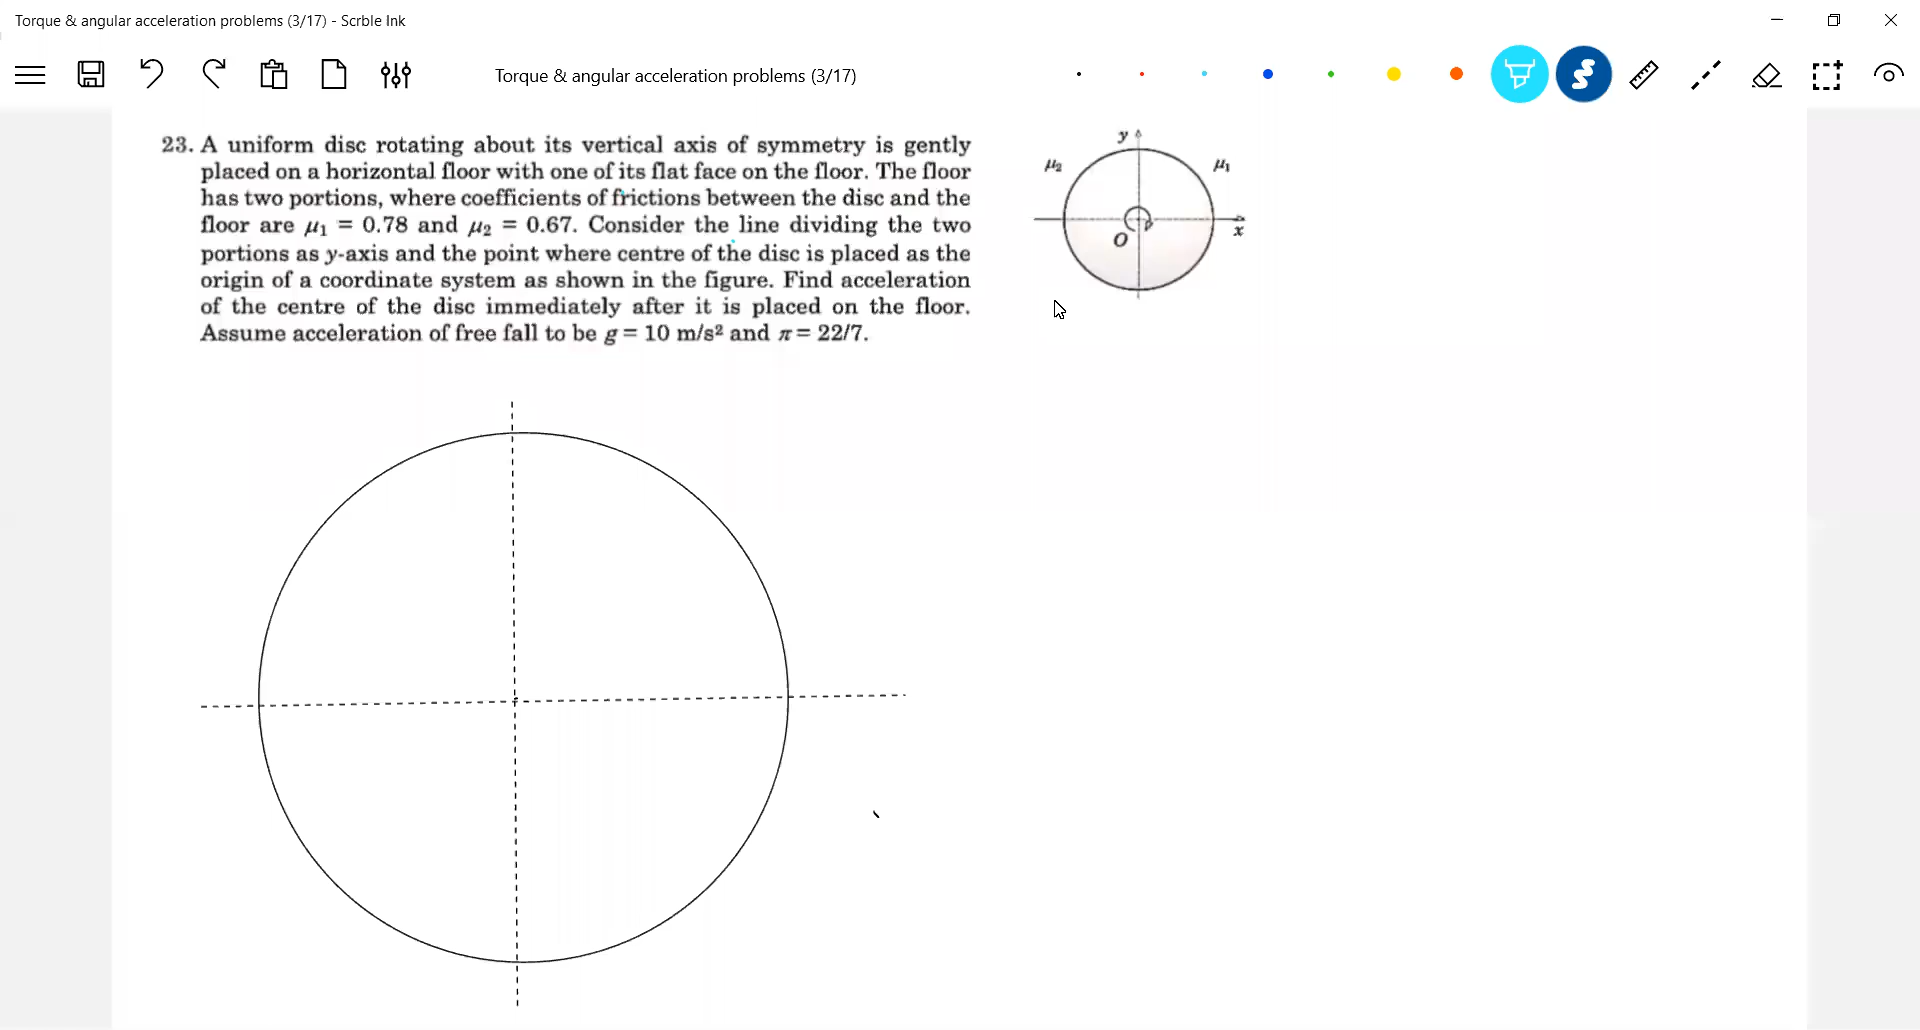 Torque & angular acceleration problems (3/17) - Scrble Ink
Torque & angular acceleration problems (3/17)
23. A uniform disc rotating about its vertical axis of symmetry is gently
placed on a horizontal floor with one of its flat face on the floor. The floor
has two portions, where coefficients of frictions between the disc and the
floor are μ₁ = 0.78 and μ₂ = 0.67. Consider the line dividing the two
portions as y-axis and the point where centre of the disc is placed as the
origin of a coordinate system as shown in the figure. Find acceleration
of the centre of the disc immediately after it is placed on the floor.
Assume acceleration of free fall to be g = 10 m/s² and π = 22/7.
y
μ₂
μ₁
O
x